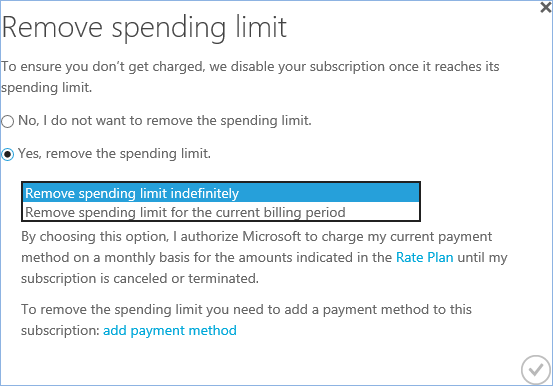 Remove spending limit
To ensure you don't get charged, we disable your subscription once it reaches its
spending limit.
No, I do not want to remove the spending limit.
Yes, remove the spending limit.
Remove spending limit indefinitely
Remove spending limit for the current billing period
By choosing this option, I authorize Microsoft to charge my current payment
method on a monthly basis for the amounts indicated in the Rate Plan until my
subscription is canceled or terminated.
To remove the spending limit you need to add a payment method to this
subscription: add payment method